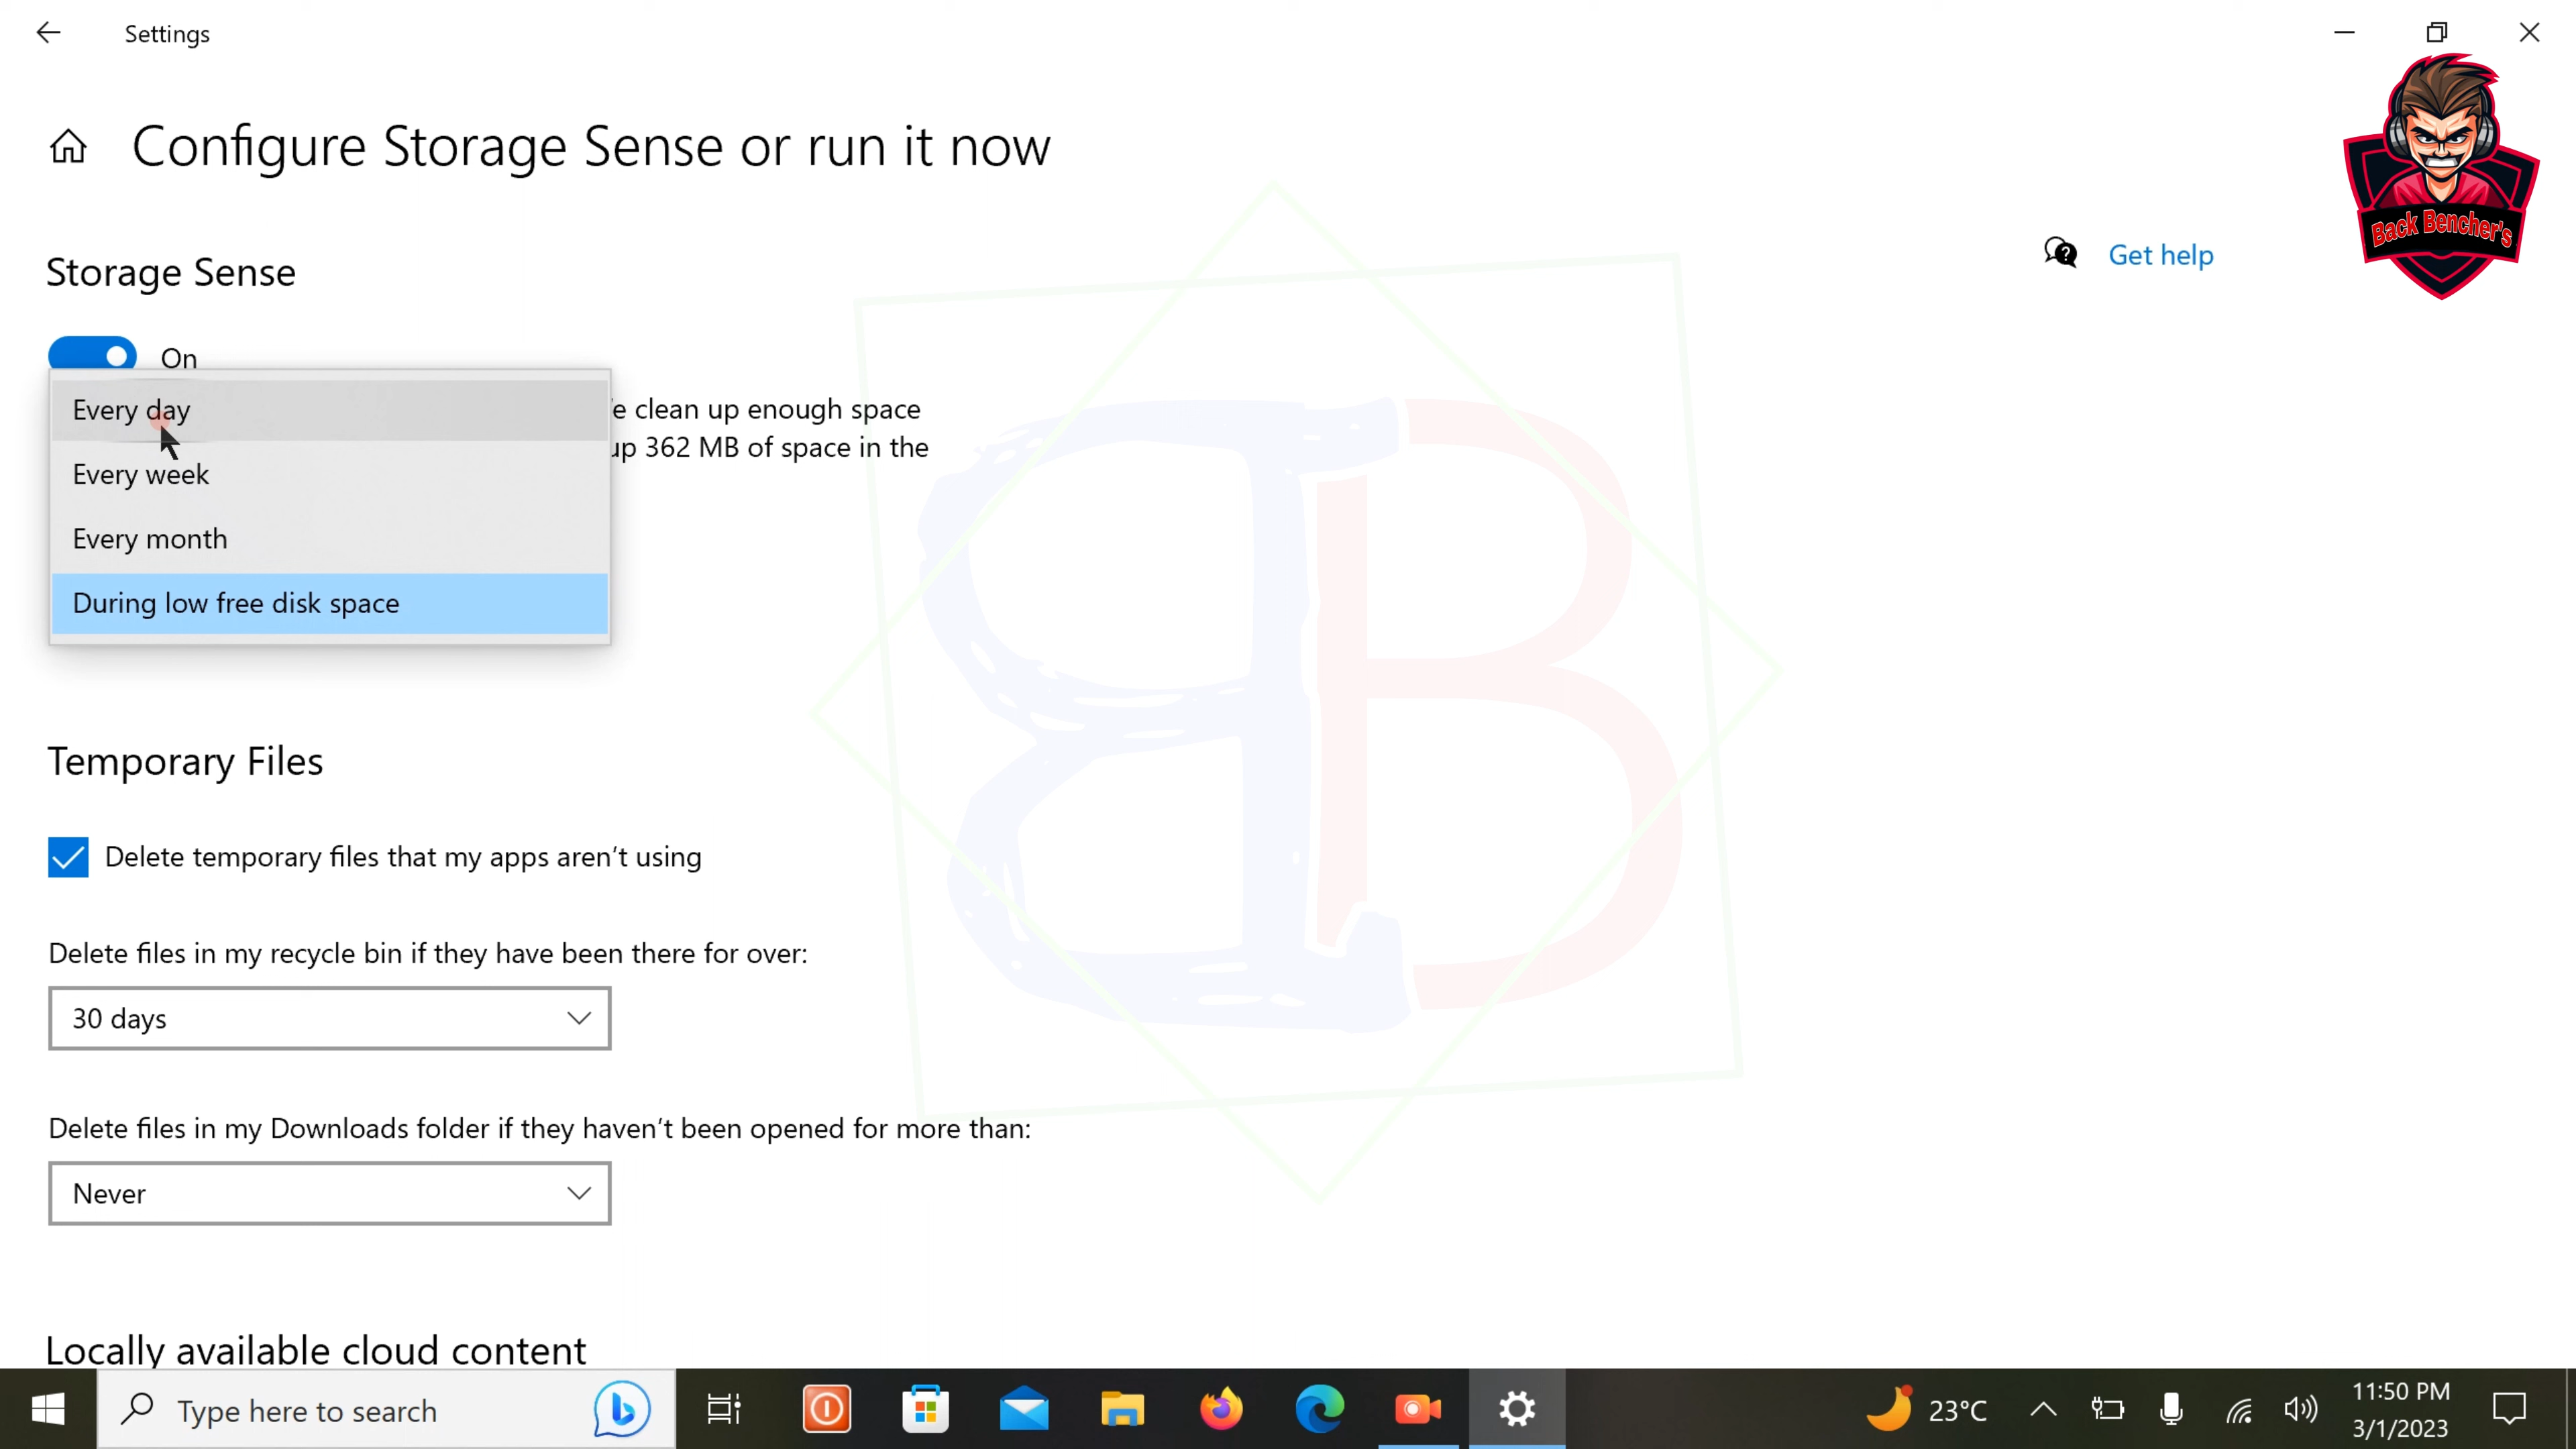 Settings
Configure Storage Sense or run it now
Back Bencher's
Get help
Storage Sense
On
Every day
clean up enough space
up 362 MB of space in the
Every week
Every month
During low free disk space
Temporary Files
Delete temporary files that my apps aren't using
Delete files in my recycle bin if they have been there for over:
30 days
Delete files in my Downloads folder if they haven't been opened for more than:
Never
Locally available cloud content
Type here to search
23°C
11:50 PM
3/1/2023